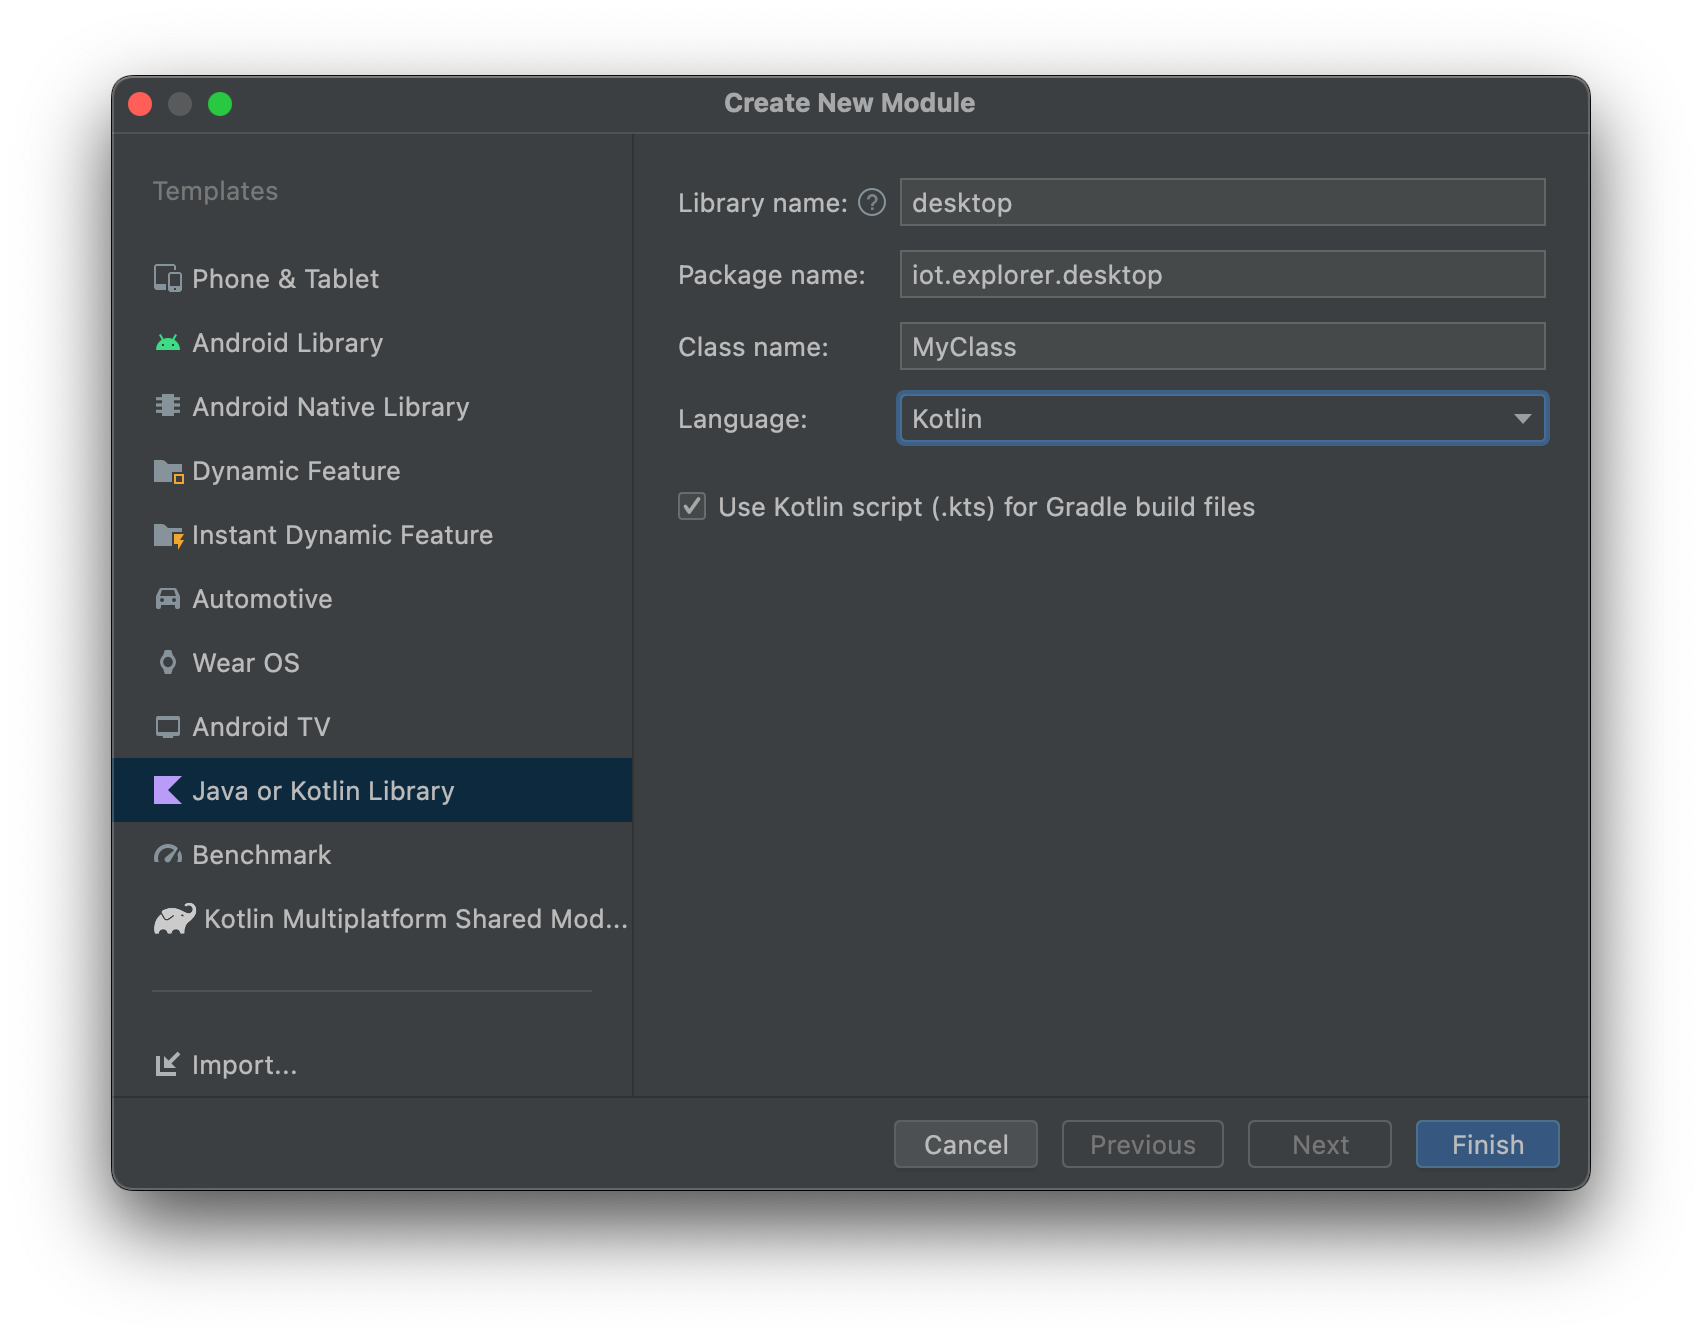 Create New Module
Templates
Phone & Tablet
Android Library
Android Native Library
Dynamic Feature
Instant Dynamic Feature
Automotive
Wear OS
Android TV
Java or Kotlin Library
Benchmark
Kotlin Multiplatform Shared Mod...
Import...
Library name: ? desktop
Package name: iot.explorer.desktop
Class name: MyClass
Language: Kotlin
Use Kotlin script (.kts) for Gradle build files
Cancel Previous Next Finish